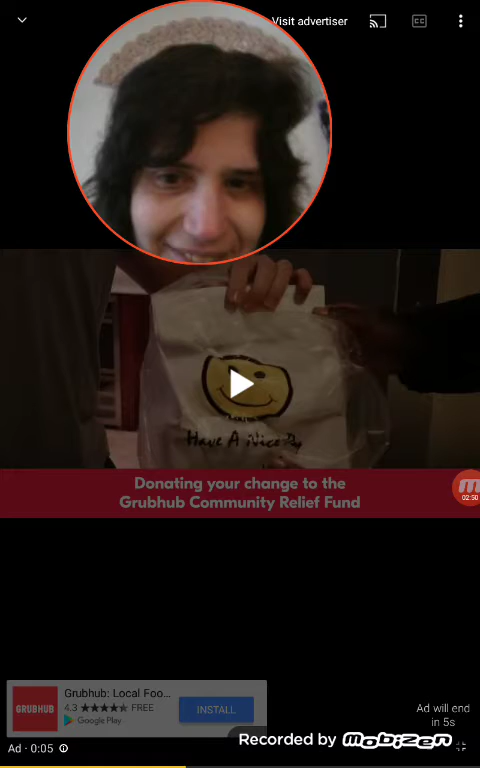 Visit advertiser
CC
Have A Nice
Donating your change to the
Grubhub Community Relief Fund
02:50
GRUBHUB
Grubhub: Local Foo...
4.3 ★★★★★ FREE
Google Play
INSTALL
Ad will end
in 5s
Ad · 0:05
Recorded by Mobizen